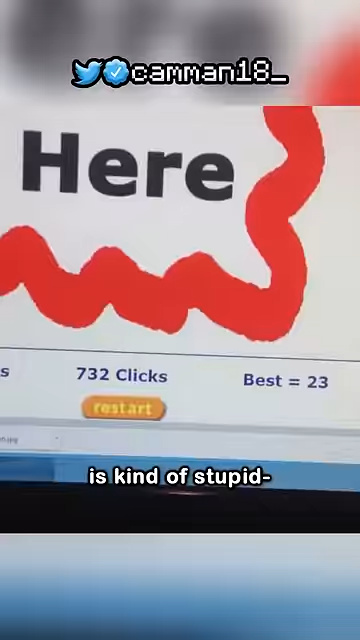 camman18_
Here
s
732 Clicks
Best = 23
restart
is kind of stupid-